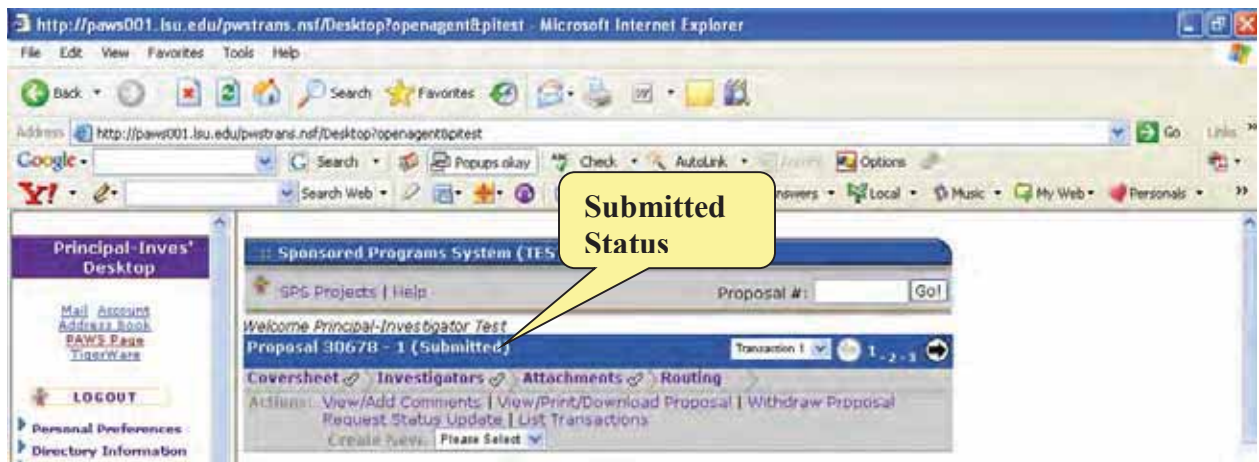 http://paws001.lsu.edu/pwstrans.nsf/Desktop?openagent&pitest - Microsoft Internet Explorer
File Edit View Favorites Tools Help
Back Search Favorites
Address http://paws001.lsu.edu/pwstrans.nsf/Desktop?openagent&pitest Go Links »
Google Search Popups okay Check AutoLink Options
Y! Search Web Answers Local Music My Web Personals »
Submitted
Status
Principal-Inves'
Desktop
Mail Account
Address Book
PAWS Page
TigerWare
LOGOUT
Personal Preferences
Directory Information
:: Sponsored Programs System (TES
SPS Projects | Help Proposal #: Go!
Welcome Principal-Investigator Test
Proposal 30678 - 1 (Submitted) Transaction 1 1 - 2 - 3
Coversheet Investigators Attachments Routing
Actions: View/Add Comments | View/Print/Download Proposal | Withdraw Proposal
Request Status Update | List Transactions
Create New: Please Select